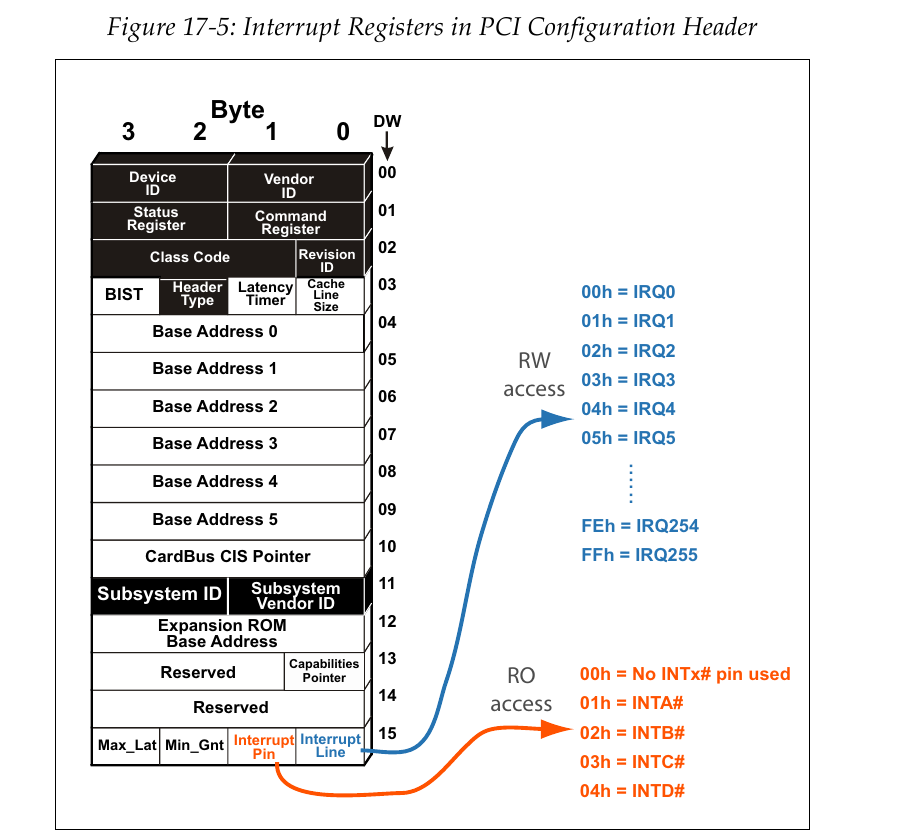 Figure 17-5: Interrupt Registers in PCI Configuration Header
Byte
3 2 1 0
DW
Device
ID
Vendor
ID
00
Status
Register
Command
Register
01
Class Code
Revision
ID
02
BIST
Header
Type
Latency
Timer
Cache
Line
Size
03
Base Address 0
04
Base Address 1
05
Base Address 2
06
Base Address 3
07
Base Address 4
08
Base Address 5
09
CardBus CIS Pointer
10
Subsystem ID
Subsystem
Vendor ID
11
Expansion ROM
Base Address
12
Reserved
Capabilities
Pointer
13
Reserved
14
Max_Lat
Min_Gnt
Interrupt
Pin
Interrupt
Line
15
RW
access
00h = IRQ0
01h = IRQ1
02h = IRQ2
03h = IRQ3
04h = IRQ4
05h = IRQ5
FEh = IRQ254
FFh = IRQ255
RO
access
00h = No INTx# pin used
01h = INTA#
02h = INTB#
03h = INTC#
04h = INTD#